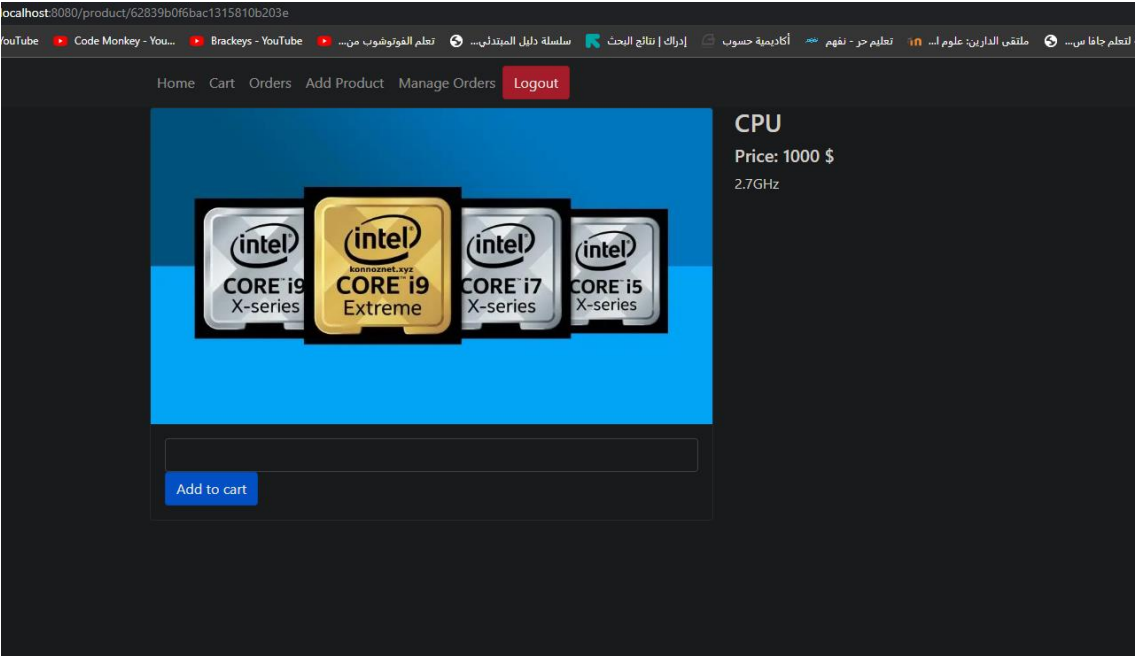 localhost:8080/product/62839b0f6bac1315810b203e
YouTube Code Monkey - You... Brackeys - YouTube تعلم الفوتوشوب من... سلسلة دليل المبتدئي... إدراك | نتائج البحث أكاديمية حسوب تعليم حر - نفهم ملتقى الدارين: علوم ا... لتعلم جافا س...
Home Cart Orders Add Product Manage Orders Logout
CPU
Price: 1000 $
2.7GHz
intel
CORE i9
X-series
intel
konnoznet.xyz
CORE i9
Extreme
intel
CORE i7
X-series
intel
CORE i5
X-series
Add to cart